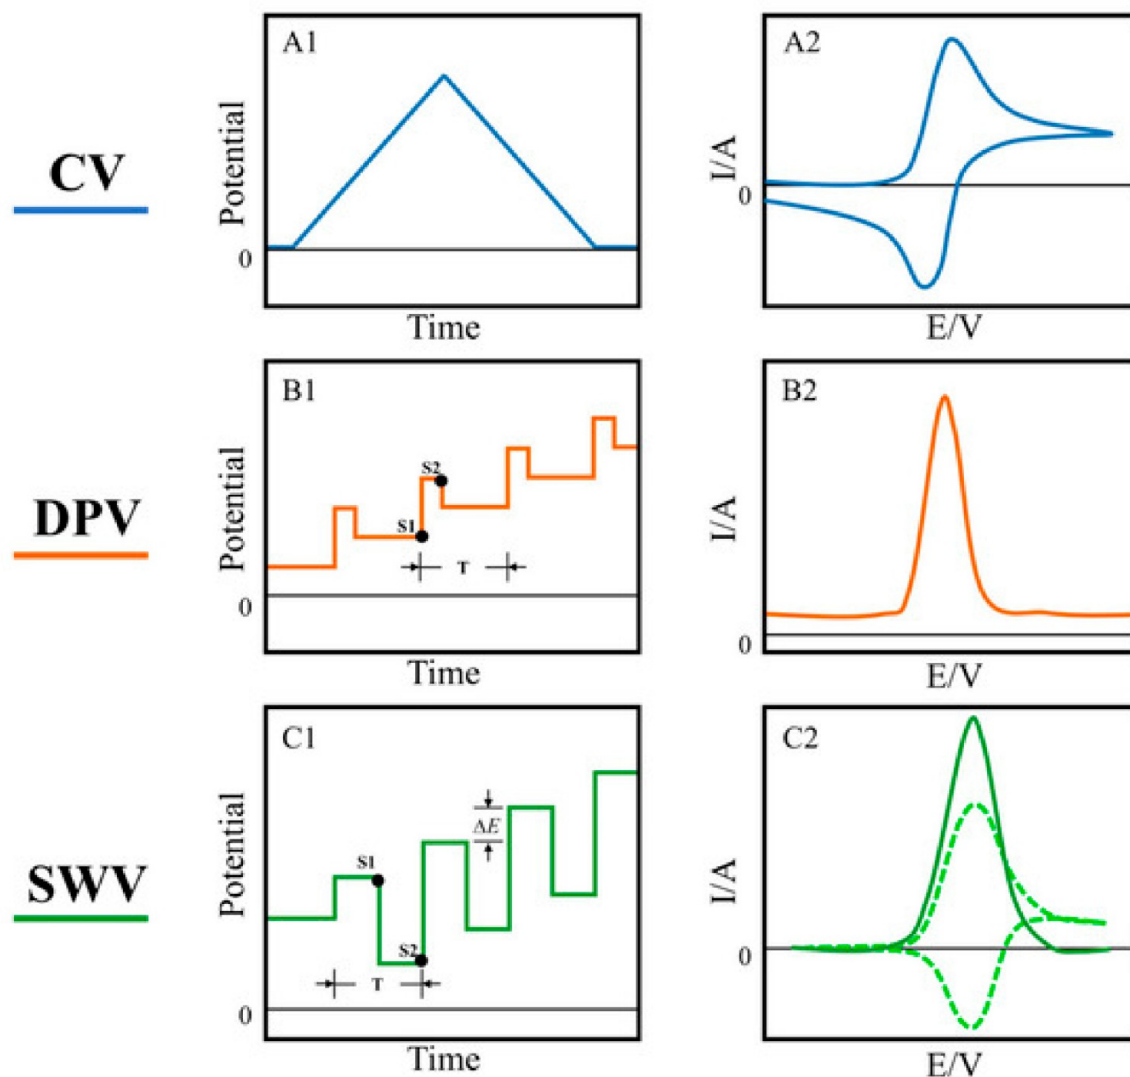 CV
A1
Potential
0
Time
A2
I/A
0
E/V
DPV
B1
Potential
S1
S2
T
0
Time
B2
I/A
0
E/V
SWV
C1
Potential
S1
S2
ΔE
T
0
Time
C2
I/A
0
E/V